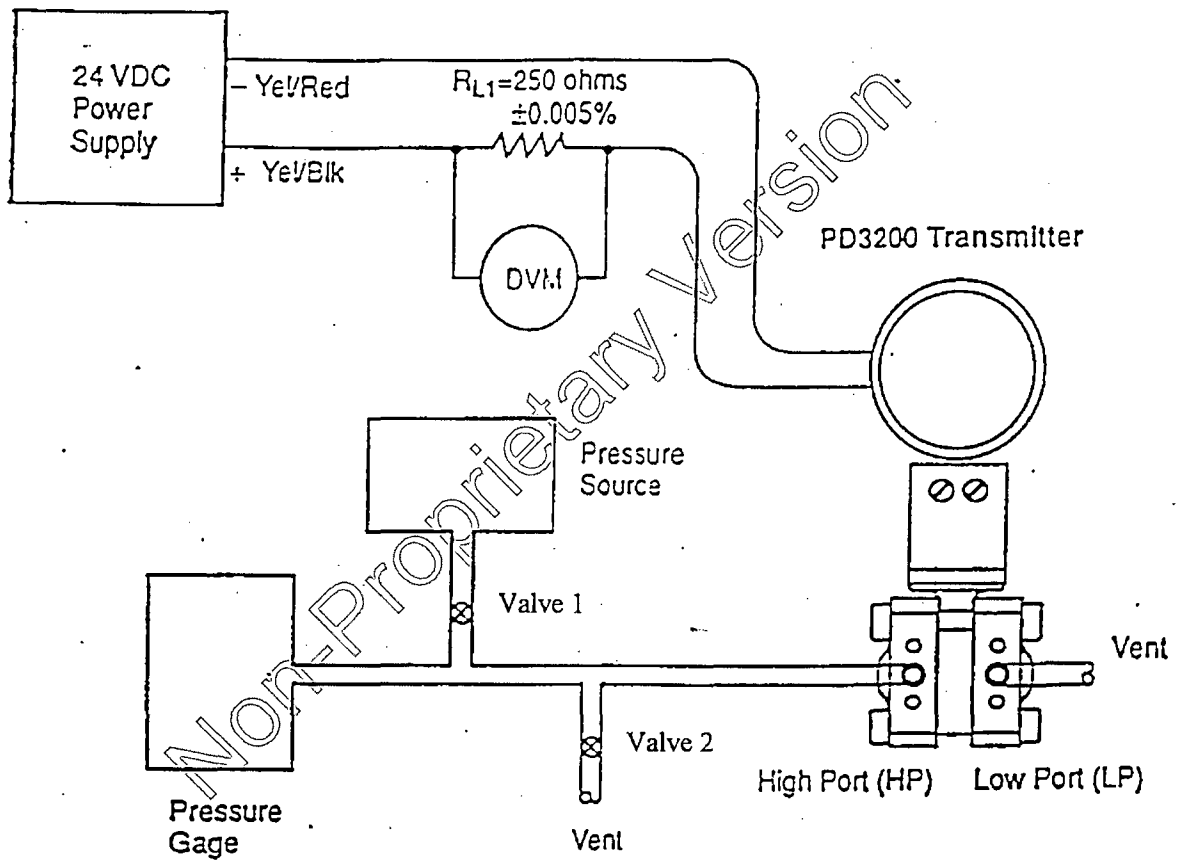 24 VDC
Power
Supply
– Yel/Red
+ Yel/Blk
RL1=250 ohms
±0.005%
DVM
PD3200 Transmitter
Pressure
Source
Valve 1
Valve 2
Vent
Vent
High Port (HP)
Low Port (LP)
Pressure
Gage
Non-Proprietary Version